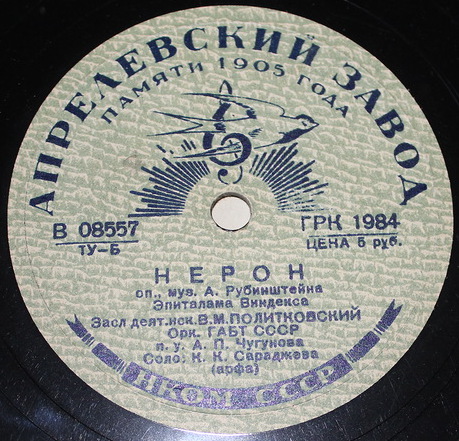 АПРЕЛЕВСКИЙ ЗАВОД
ПАМЯТИ 1905 ГОДА
В 08557
ТУ-Б
ГРК 1984
ЦЕНА 5 руб.
НЕРОН
оп., муз. А. Рубинштейна
Эпиталама Виндекса
Засл деят.иск.В.М.ПОЛИТКОВСКИЙ
Орк. ГАБТ СССР
п. у. А. П. Чугунова
Соло: К. К. Сараджева
(арфа)
НКОМ СССР